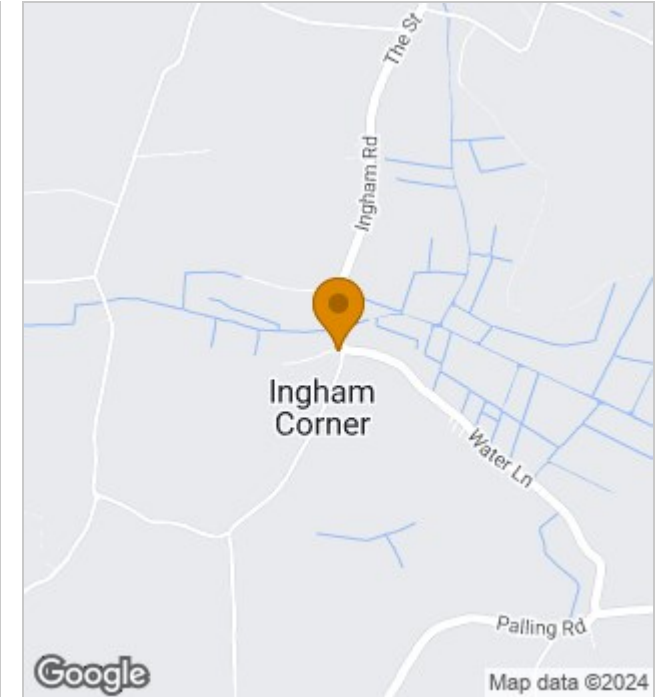 The St
Ingham Rd
Ingham
Corner
Water Ln
Palling Rd
Google
Map data ©2024